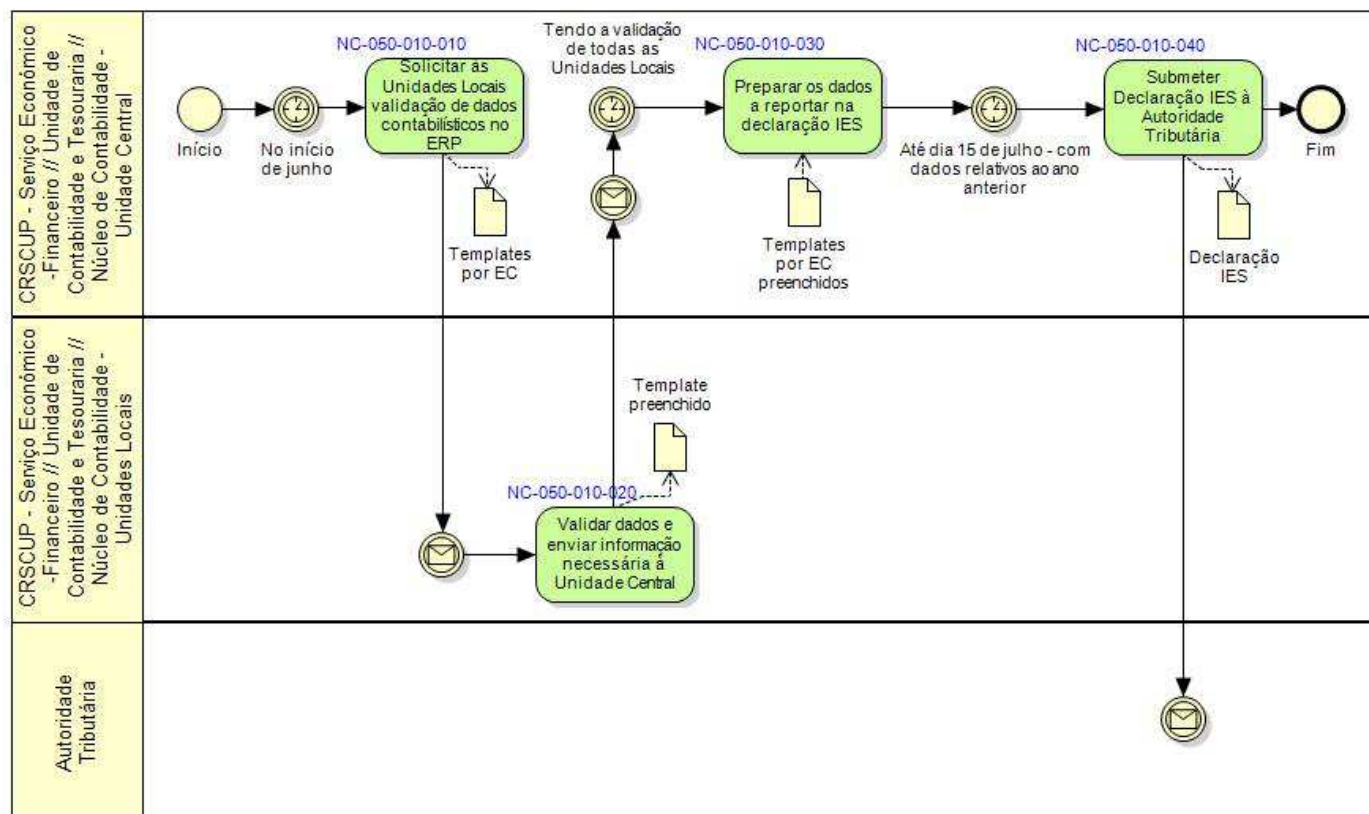 CRSCUP - Serviço Económico
-Financeiro // Unidade de
Contabilidade e Tesouraria //
Núcleo de Contabilidade -
Unidade Central
Início
No início
de junho
NC-050-010-010
Solicitar às
Unidades Locais
validação de dados
contabilísticos no
ERP
Templates
por EC
Tendo a validação
de todas as
Unidades Locais
NC-050-010-030
Preparar os dados
a reportar na
declaração IES
Templates
por EC
preenchidos
Até dia 15 de julho - com
dados relativos ao ano
anterior
NC-050-010-040
Submeter
Declaração IES à
Autoridade
Tributária
Declaração
IES
Fim
CRSCUP - Serviço Económico
-Financeiro // Unidade de
Contabilidade e Tesouraria //
Núcleo de Contabilidade -
Unidades Locais
Template
preenchido
NC-050-010-020
Validar dados e
enviar informação
necessária á
Unidade Central
Autoridade
Tributária